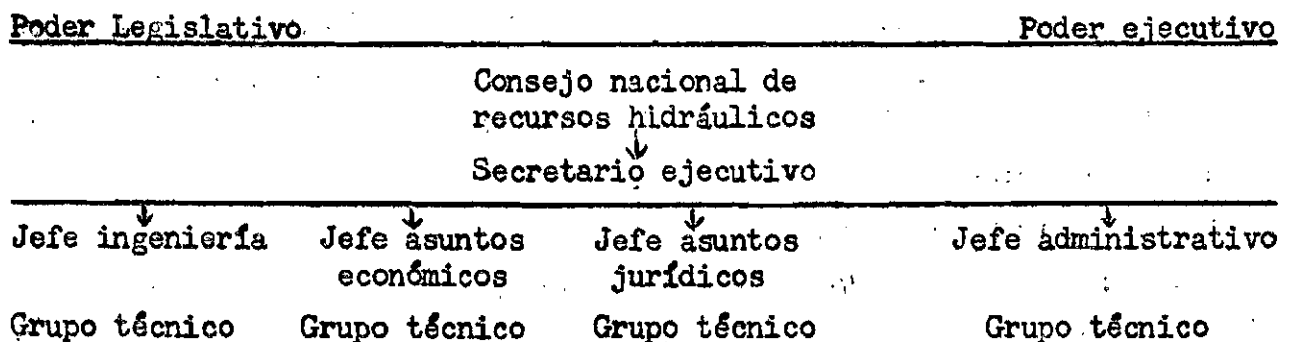 Poder Legislativo Poder ejecutivo
Consejo nacional de
recursos hidráulicos
Secretario ejecutivo
Jefe ingeniería Jefe asuntos Jefe asuntos Jefe administrativo
económicos jurídicos
Grupo técnico Grupo técnico Grupo técnico Grupo técnico